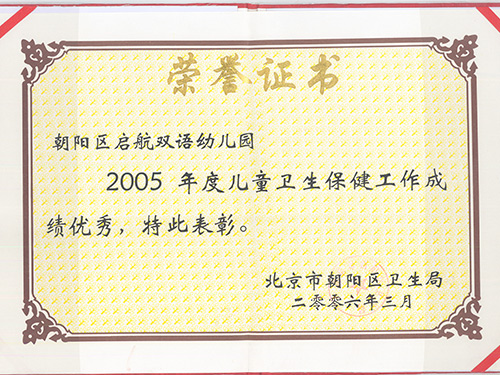 荣誉证书
朝阳区启航双语幼儿园
2005 年度儿童卫生保健工作成
绩优秀，特此表彰。
北京市朝阳区卫生局
二零零六年三月